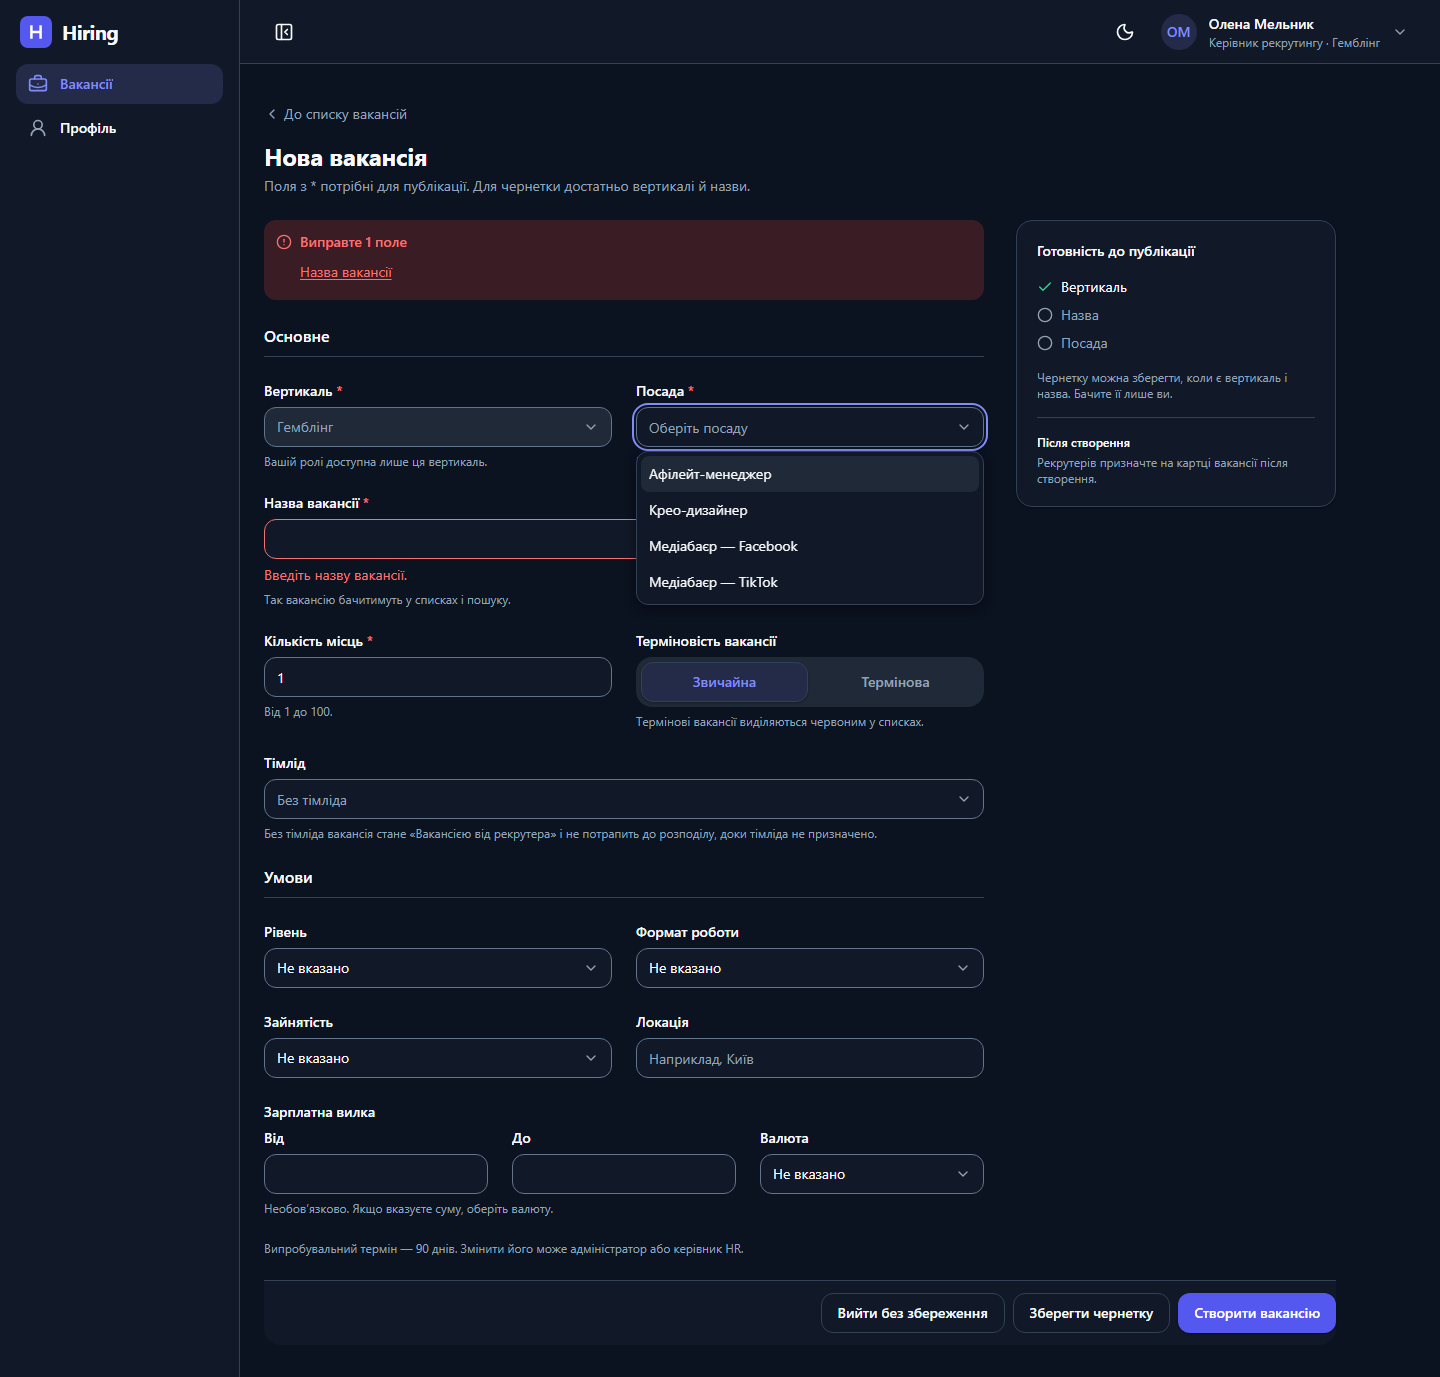 H Hiring
Вакансії
Профіль
ОМ
Олена Мельник
Керівник рекрутингу · Гемблінг
До списку вакансій
Нова вакансія
Поля з * потрібні для публікації. Для чернетки достатньо вертикалі й назви.
Виправте 1 поле
Назва вакансії
Основне
Вертикаль *
Гемблінг
Вашій ролі доступна лише ця вертикаль.
Посада *
Оберіть посаду
Афілейт-менеджер
Крео-дизайнер
Медіабаєр — Facebook
Медіабаєр — TikTok
Назва вакансії *
Введіть назву вакансії.
Так вакансію бачитимуть у списках і пошуку.
Кількість місць *
1
Від 1 до 100.
Терміновість вакансії
Звичайна
Термінова
Термінові вакансії виділяються червоним у списках.
Тімлід
Без тімліда
Без тімліда вакансія стане «Вакансією від рекрутера» і не потрапить до розподілу, доки тімліда не призначено.
Умови
Рівень
Не вказано
Формат роботи
Не вказано
Зайнятість
Не вказано
Локація
Наприклад, Київ
Зарплатна вилка
Від
До
Валюта
Не вказано
Необов’язково. Якщо вказуєте суму, оберіть валюту.
Випробувальний термін — 90 днів. Змінити його може адміністратор або керівник HR.
Вийти без збереження
Зберегти чернетку
Створити вакансію
Готовність до публікації
Вертикаль
Назва
Посада
Чернетку можна зберегти, коли є вертикаль і
назва. Бачите її лише ви.
Після створення
Рекрутерів призначте на картці вакансії після
створення.